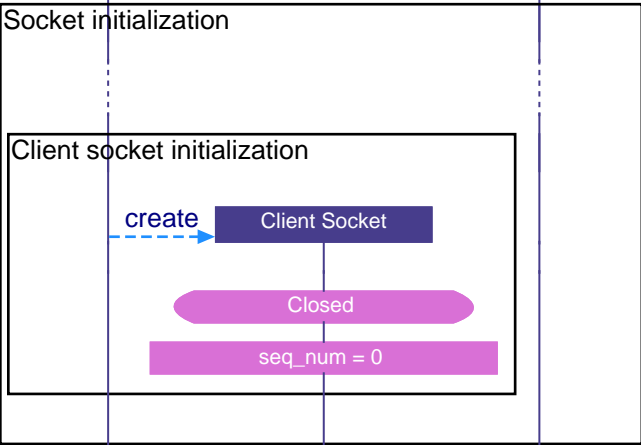 Socket initialization
Client socket initialization
create
Client Socket
Closed
seq_num = 0